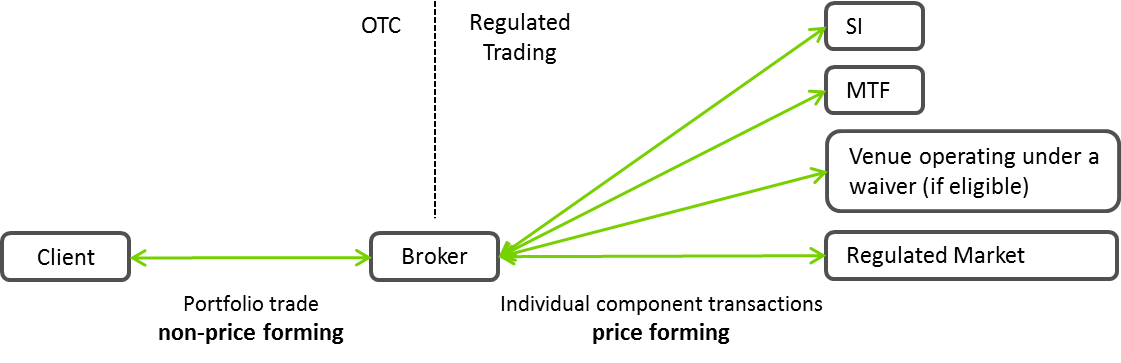 OTC
Regulated
Trading
SI
MTF
Venue operating under a
waiver (if eligible)
Client
Broker
Regulated Market
Portfolio trade
non-price forming
Individual component transactions
price forming